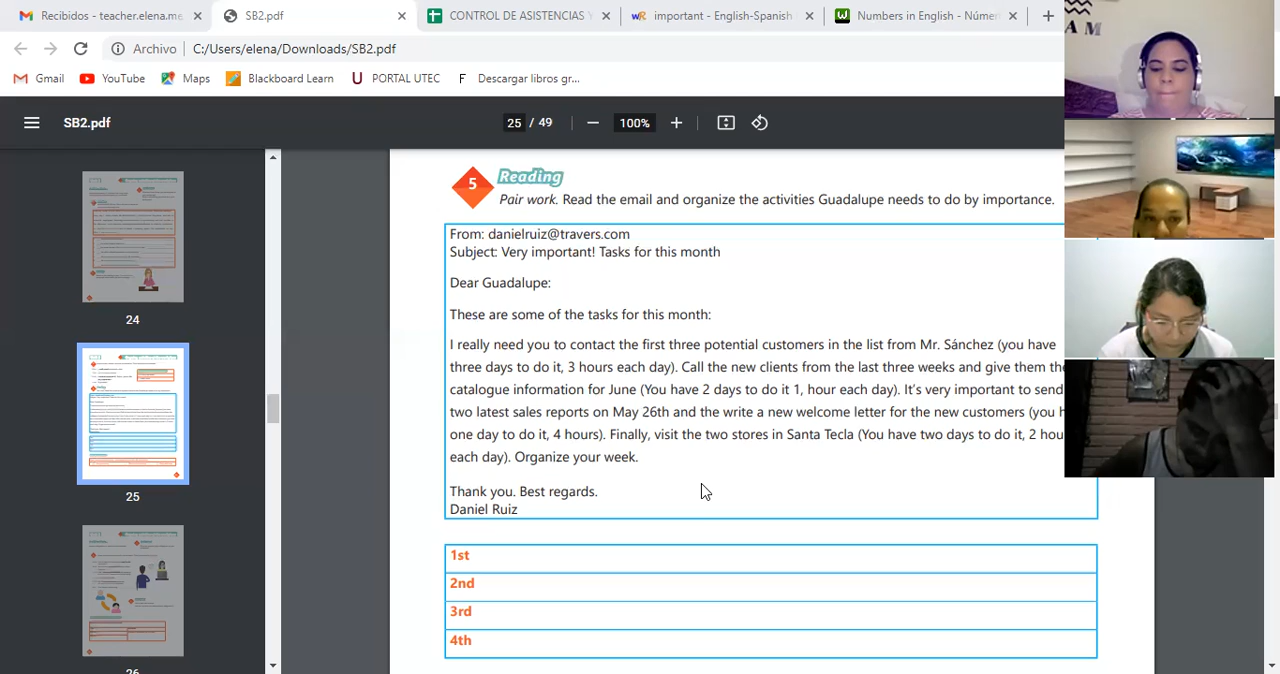 Recibidos - teacher.elena.me
SB2.pdf
CONTROL DE ASISTENCIAS Y
important - English-Spanish
Numbers in English - Númer
Archivo
C:/Users/elena/Downloads/SB2.pdf
Gmail
YouTube
Maps
Blackboard Learn
PORTAL UTEC
Descargar libros gr...
SB2.pdf
25 / 49
100%
24
25
26
5
Reading
Pair work. Read the email and organize the activities Guadalupe needs to do by importance.
From: danielruiz@travers.com
Subject: Very important! Tasks for this month
Dear Guadalupe:
These are some of the tasks for this month:
I really need you to contact the first three potential customers in the list from Mr. Sánchez (you have
three days to do it, 3 hours each day). Call the new clients from the last three weeks and give them the
catalogue information for June (You have 2 days to do it 1 hour each day). It's very important to send
two latest sales reports on May 26th and the write a new welcome letter for the new customers (you h
one day to do it, 4 hours). Finally, visit the two stores in Santa Tecla (You have two days to do it, 2 hou
each day). Organize your week.
Thank you. Best regards.
Daniel Ruiz
1st
2nd
3rd
4th
A M